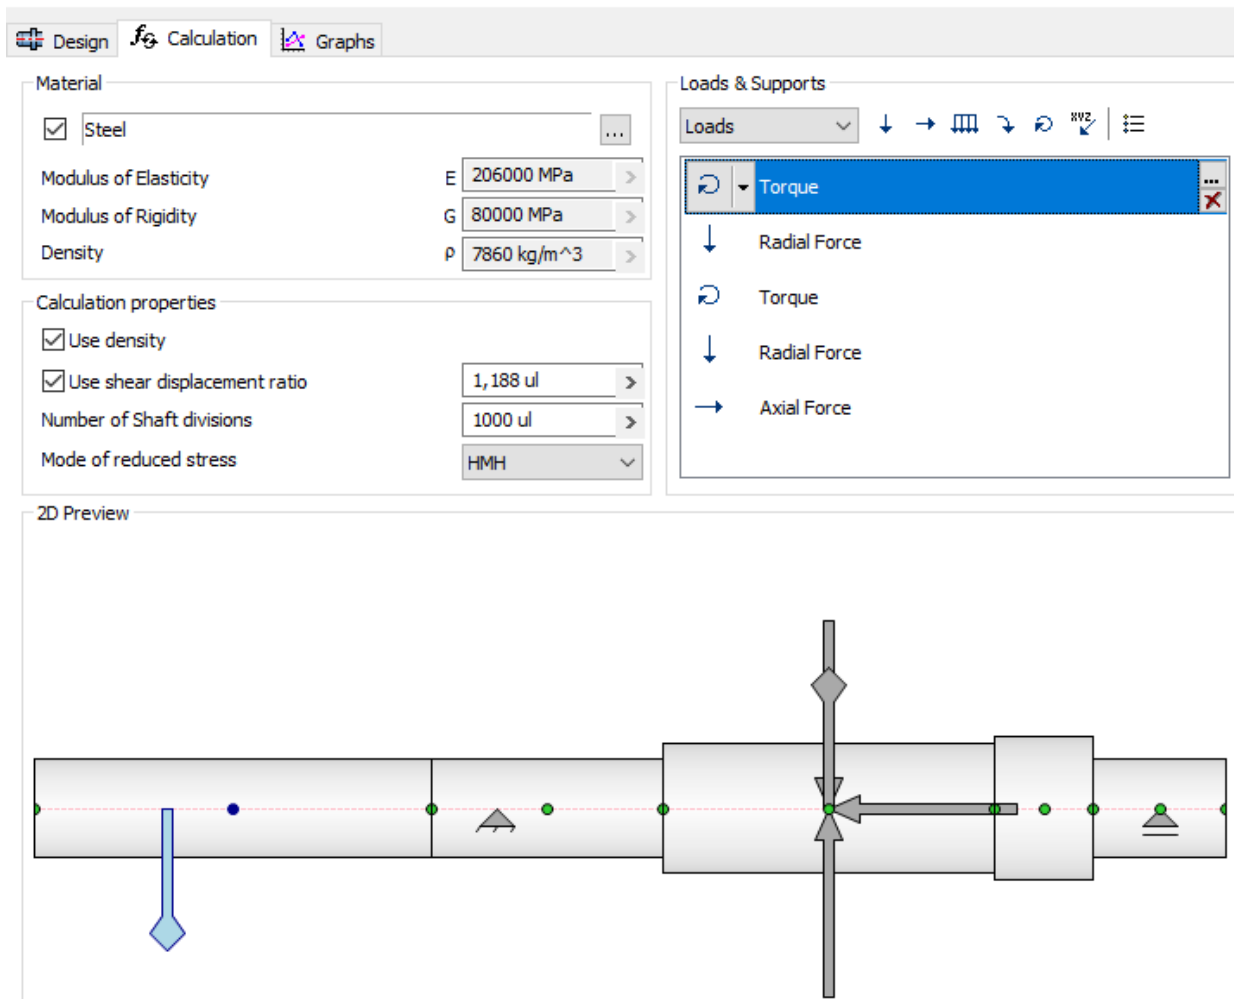 Design Calculation Graphs
Material
Steel ...
Modulus of Elasticity E 206000 MPa >
Modulus of Rigidity G 80000 MPa >
Density ρ 7860 kg/m^3 >
Calculation properties
Use density
Use shear displacement ratio 1,188 ul >
Number of Shaft divisions 1000 ul >
Mode of reduced stress HMH
Loads & Supports
Loads XYZ
Torque ...
Radial Force
Torque
Radial Force
Axial Force
2D Preview